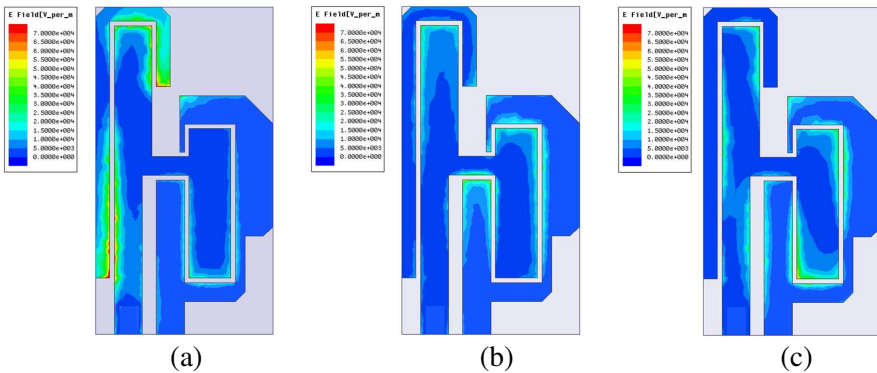 E Field[V_per_m
7.0000e+004
6.5000e+004
6.0000e+004
5.5000e+004
5.0000e+004
4.5000e+004
4.0000e+004
3.5000e+004
3.0000e+004
2.5000e+004
2.0000e+004
1.5000e+004
1.0000e+004
5.0000e+003
0.0000e+000
(a)
E Field[V_per_m
7.0000e+004
6.5000e+004
6.0000e+004
5.5000e+004
5.0000e+004
4.5000e+004
4.0000e+004
3.5000e+004
3.0000e+004
2.5000e+004
2.0000e+004
1.5000e+004
1.0000e+004
5.0000e+003
0.0000e+000
(b)
E Field[V_per_m
7.0000e+004
6.5000e+004
6.0000e+004
5.5000e+004
5.0000e+004
4.5000e+004
4.0000e+004
3.5000e+004
3.0000e+004
2.5000e+004
2.0000e+004
1.5000e+004
1.0000e+004
5.0000e+003
0.0000e+000
(c)